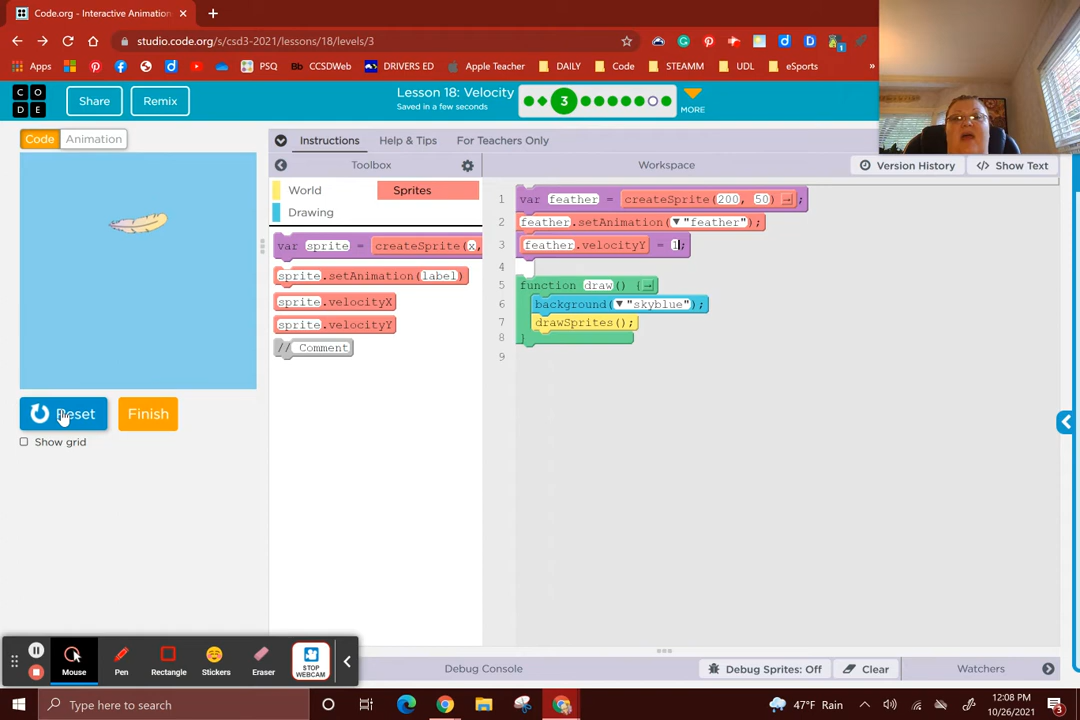 Code.org - Interactive Animation
studio.code.org/s/csd3-2021/lessons/18/levels/3
Apps
PSQ
Bb CCSDWeb
DRIVERS ED
Apple Teacher
DAILY
Code
STEAMM
UDL
eSports
»
C O
D E
Share
Remix
Lesson 18: Velocity
Saved in a few seconds
3
MORE
Code
Animation
Instructions
Help & Tips
For Teachers Only
Toolbox
Workspace
Version History
</> Show Text
World
Sprites
Drawing
var sprite = createSprite(x,
sprite.setAnimation(label)
sprite.velocityX
sprite.velocityY
// Comment
1 var feather = createSprite(200, 50);
2 feather.setAnimation("feather");
3 feather.velocityY = 1;
4
5 function draw() {
6 background("skyblue");
7 drawSprites();
8 }
9
Reset
Finish
Show grid
Mouse
Pen
Rectangle
Stickers
Eraser
STOP WEBCAM
Debug Console
Debug Sprites: Off
Clear
Watchers
Type here to search
47°F Rain
12:08 PM
10/26/2021
3